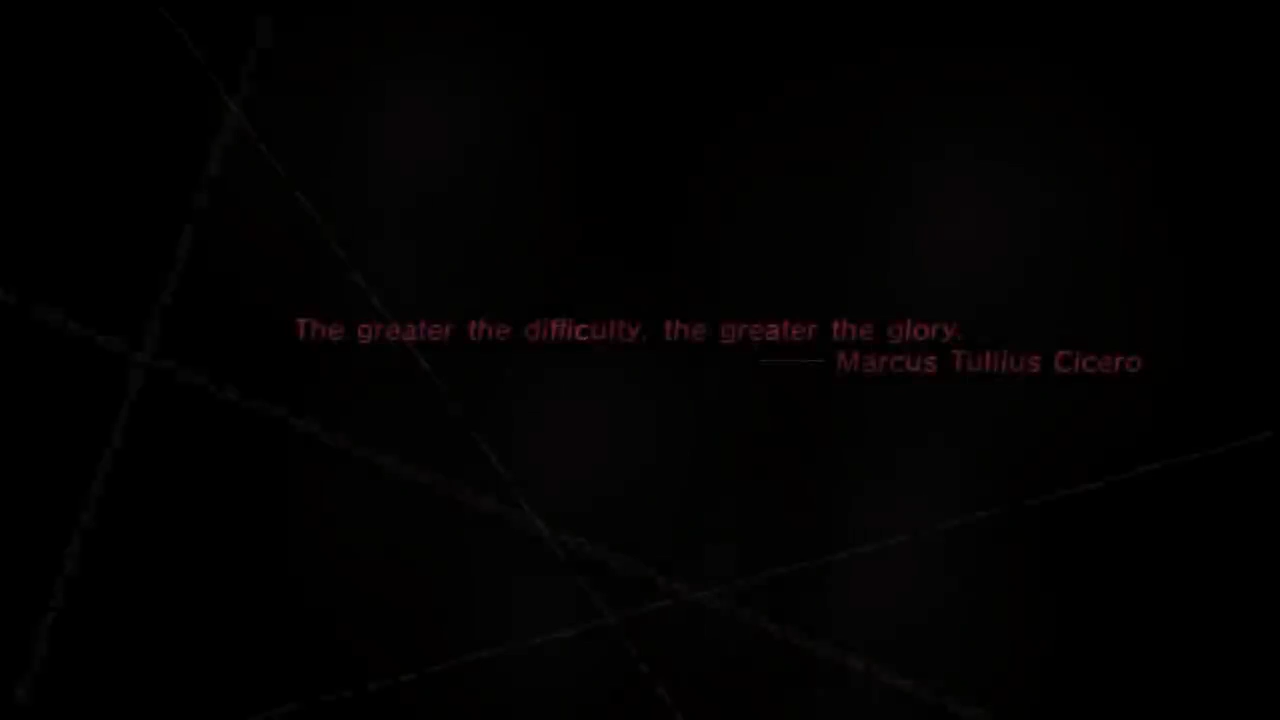 The greater the difficulty, the greater the glory.
—— Marcus Tullius Cicero